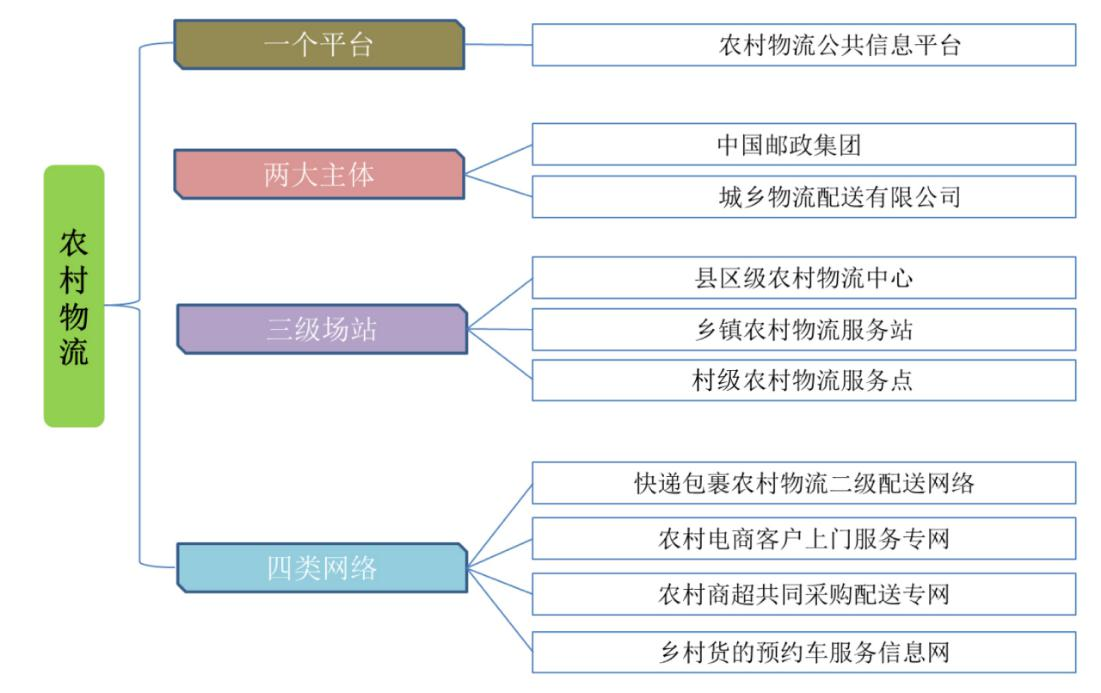 农村物流
一个平台
农村物流公共信息平台
两大主体
中国邮政集团
城乡物流配送有限公司
三级场站
县区级农村物流中心
乡镇农村物流服务站
村级农村物流服务点
四类网络
快递包裹农村物流二级配送网络
农村电商客户上门服务专网
农村商超共同采购配送专网
乡村货的预约车服务信息网